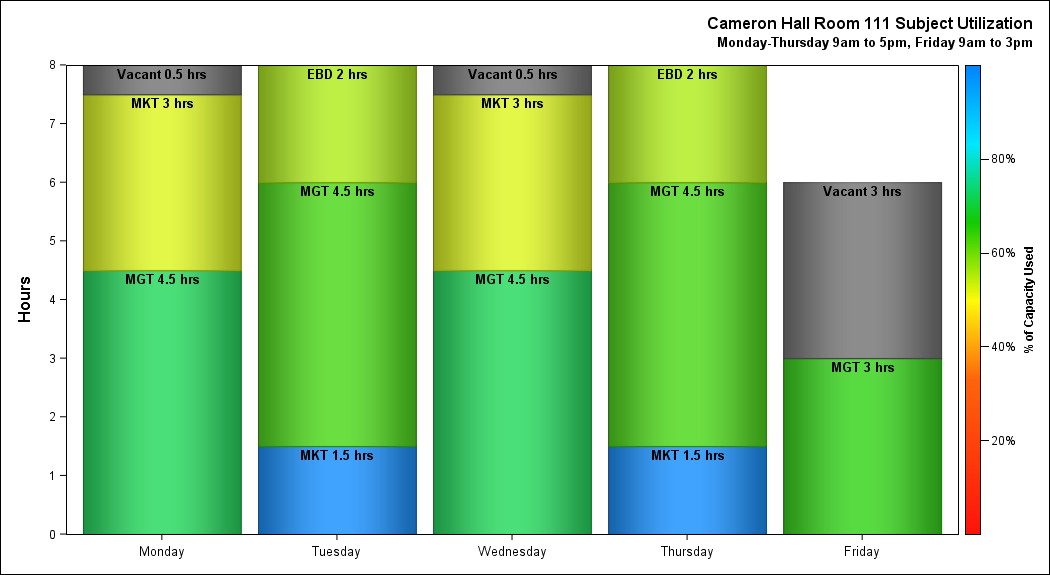 Cameron Hall Room 111 Subject Utilization
Monday-Thursday 9am to 5pm, Friday 9am to 3pm
Hours
8
7
6
5
4
3
2
1
0
Vacant 0.5 hrs
MKT 3 hrs
MGT 4.5 hrs
EBD 2 hrs
MGT 4.5 hrs
MKT 1.5 hrs
Vacant 0.5 hrs
MKT 3 hrs
MGT 4.5 hrs
EBD 2 hrs
MGT 4.5 hrs
MKT 1.5 hrs
Vacant 3 hrs
MGT 3 hrs
Monday
Tuesday
Wednesday
Thursday
Friday
80%
60%
40%
20%
% of Capacity Used